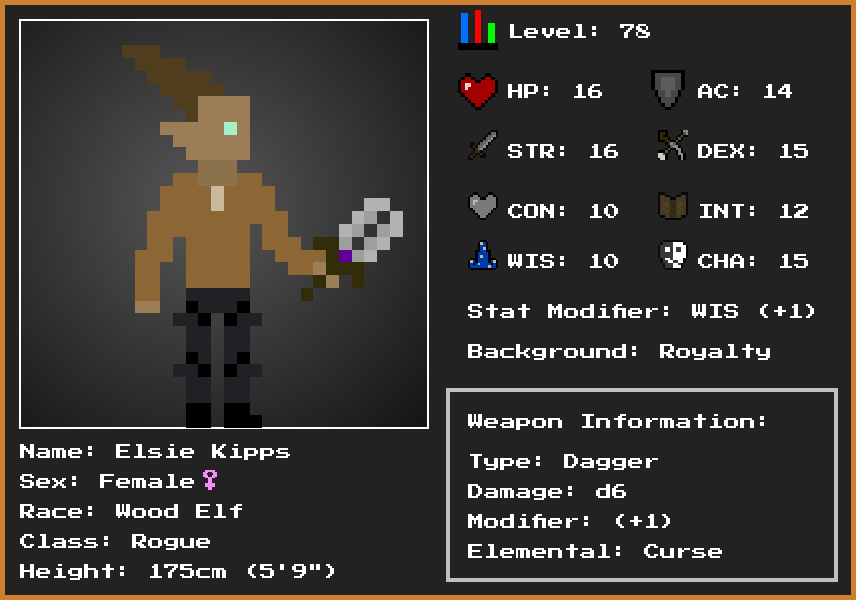 Level: 78
HP: 16 AC: 14
STR: 16 DEX: 15
CON: 10 INT: 12
WIS: 10 CHA: 15
Stat Modifier: WIS (+1)
Background: Royalty
Weapon Information:
Type: Dagger
Damage: d6
Modifier: (+1)
Elemental: Curse
Name: Elsie Kipps
Sex: Female♀
Race: Wood Elf
Class: Rogue
Height: 175cm (5'9")